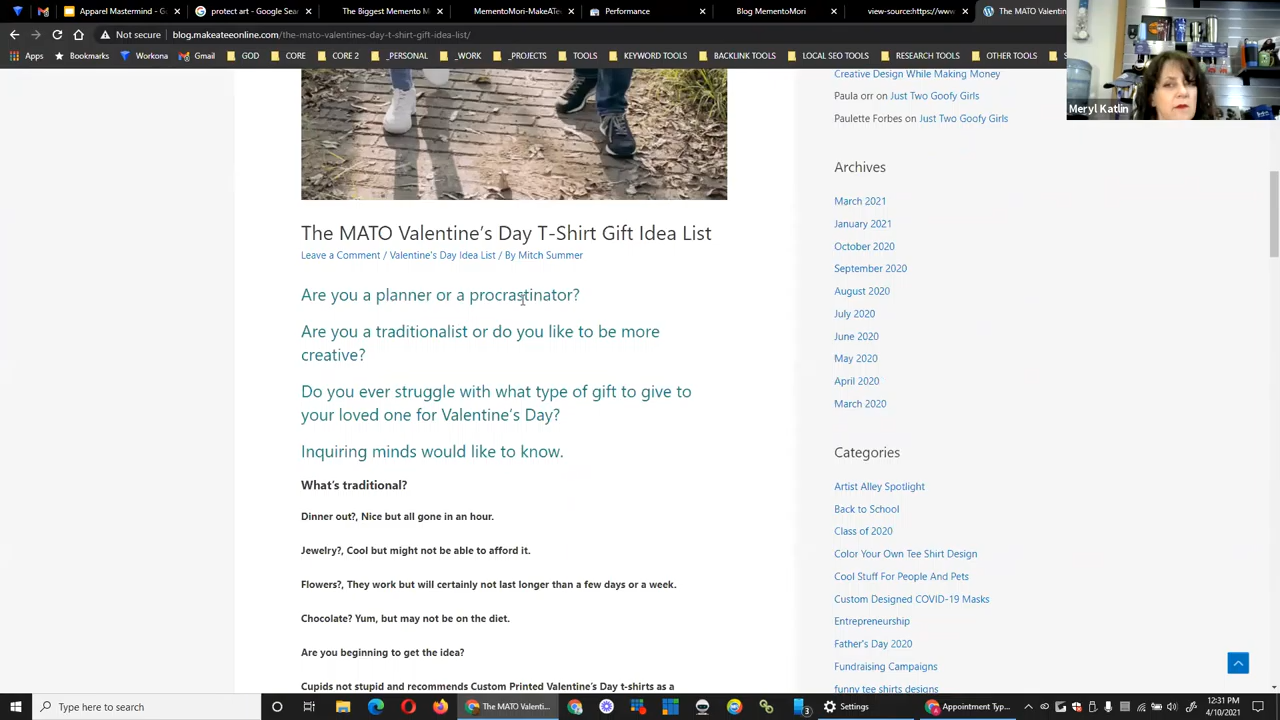 Apparel Mastermind - G
protect art - Sear
Google
MementoMori-MakeATe
Performance
Blog MementoMori
view-sourcehttps://www
The MATO Valenti
Not secure | blog.makeateeonline.com/the-mato-valentines-day-t-shirt-gift-idea-list/
Apps
Bookmarks
Workona
Gmail
GOD
CORE
CORE 2
_WORK
_PROJECTS
TOOLS
KEYWORD TOOLS
BACKLINK TOOLS
LOCAL SEO TOOLS
RESEARCH TOOLS
OTHER TOOLS
Meryl Katlin
The MATO Valentine's Day T-Shirt Gift Idea List
Leave a Comment / Valentine's Day Idea List / By Mitch Summer
Are you a planner or a procrastinator?
Are you a traditionalist or do you like to be more
creative?
Do you ever struggle with what type of gift to give to
your loved one for Valentine's Day?
Inquiring minds would like to know.
What's traditional?
Dinner out?, Nice but all gone in an hour.
Jewelry?, Cool but might not be able to afford it.
Flowers?, They work but will certainly not last longer than a few days or a week.
Chocolate? Yum, but may not be on the diet.
Are you beginning to get the idea?
Cupids not stupid and recommends Custom Printed Valentine's Day t-shirts as a
Creative Design While Making Money
Paula orr on Just Two Goofy Girls
Paulette Forbes on Just Two Goofy Girls
Archives
March 2021
January 2021
October 2020
September 2020
August 2020
July 2020
June 2020
May 2020
April 2020
March 2020
Categories
Artist Alley Spotlight
Back to School
Class of 2020
Color Your Own Tee Shirt Design
Cool Stuff For People And Pets
Custom Designed COVID-19 Masks
Entrepreneurship
Father's Day 2020
Fundraising Campaigns
funny tee shirts designs
Type here to search
The MATO Valenti...
3
Settings
Appointment Typ...
12:31 PM
4/10/2021